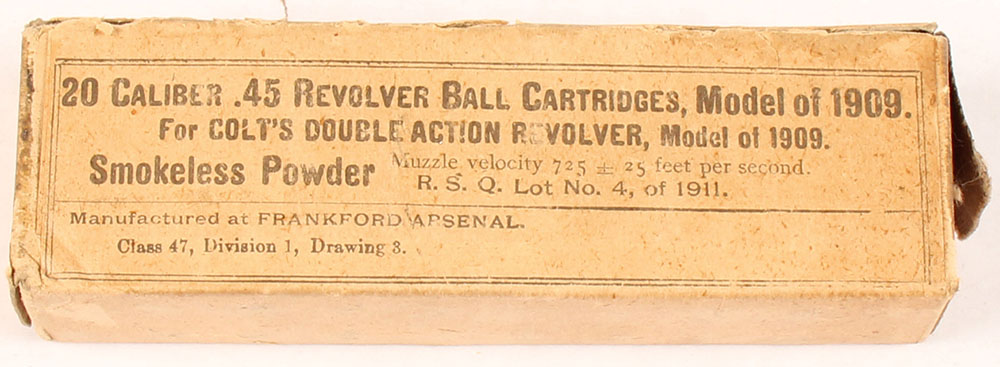 20 CALIBER .45 REVOLVER BALL CARTRIDGES, Model of 1909.
For COLT'S DOUBLE ACTION REVOLVER, Model of 1909.
Smokeless Powder Muzzle velocity 725 ± 25 feet per second.
R. S. Q. Lot No. 4, of 1911.
Manufactured at FRANKFORD ARSENAL.
Class 47, Division 1, Drawing 3.